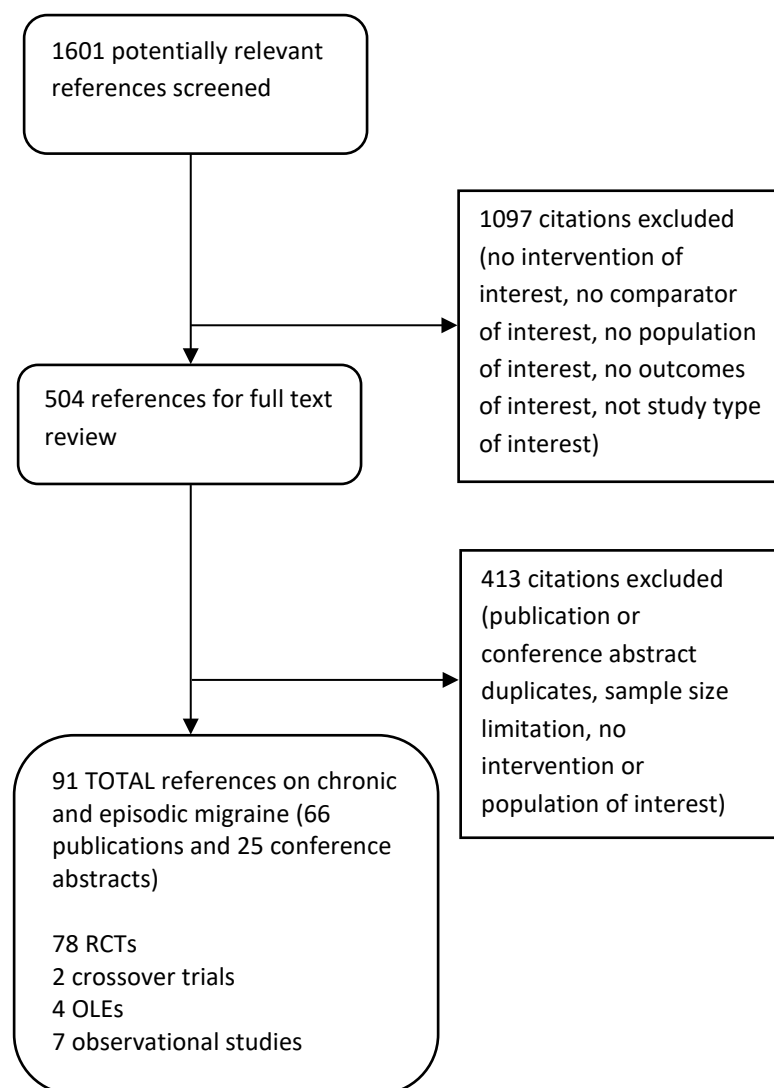 1601 potentially relevant
references screened
1097 citations excluded
(no intervention of
interest, no comparator
of interest, no population
of interest, no outcomes
of interest, not study type
of interest)
504 references for full text
review
413 citations excluded
(publication or
conference abstract
duplicates, sample size
limitation, no
intervention or
population of interest)
91 TOTAL references on chronic
and episodic migraine (66
publications and 25 conference
abstracts)
78 RCTs
2 crossover trials
4 OLEs
7 observational studies